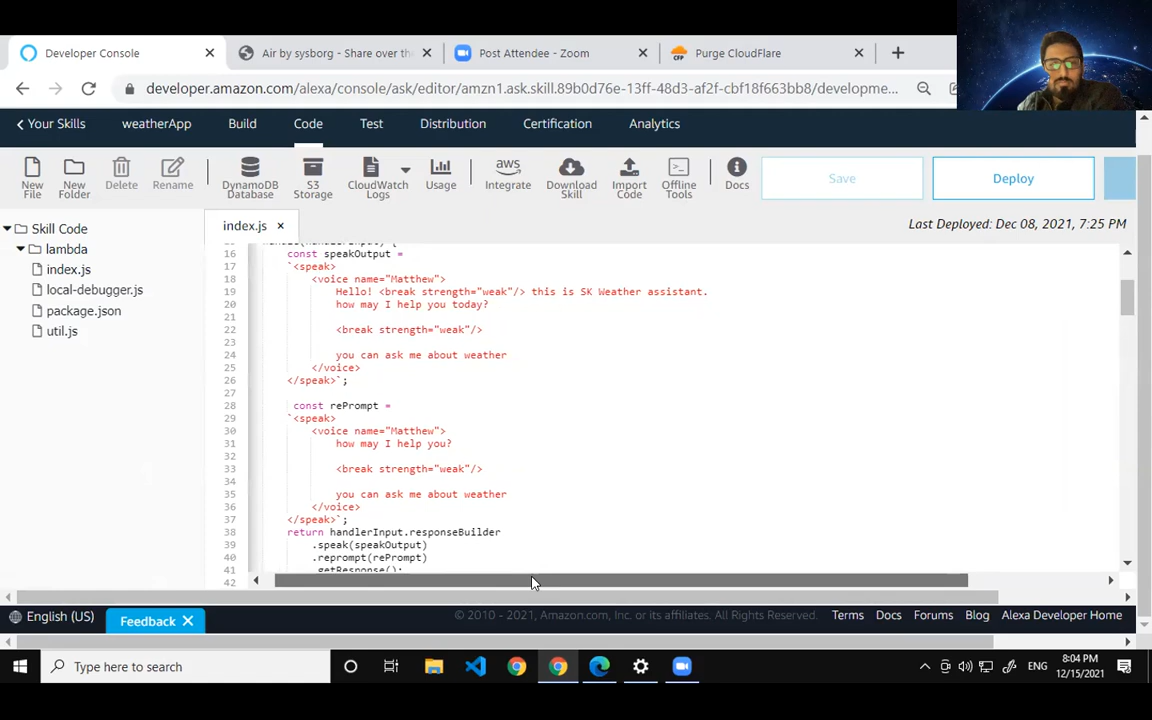 Developer Console
Air by sysborg - Share over the
Post Attendee - Zoom
CFP Purge CloudFlare
developer.amazon.com/alexa/console/ask/editor/amzn1.ask.skill.89b0d76e-13ff-48d3-af2f-cbf18f663bb8/developme...
Your Skills weatherApp Build Code Test Distribution Certification Analytics
New File
New Folder
Delete
Rename
DynamoDB Database
S3 Storage
CloudWatch Logs
Usage
aws Integrate
Download Skill
Import Code
Offline Tools
Docs
Save
Deploy
Skill Code
lambda
index.js
local-debugger.js
package.json
util.js
index.js
Last Deployed: Dec 08, 2021, 7:25 PM
16 const speakOutput =
17 `<speak>
18 <voice name="Matthew">
19 Hello! <break strength="weak"/> this is SK Weather assistant.
20 how may I help you today?
21
22 <break strength="weak"/>
23
24 you can ask me about weather
25 </voice>
26 </speak>`;
27
28 const rePrompt =
29 `<speak>
30 <voice name="Matthew">
31 how may I help you?
32
33 <break strength="weak"/>
34
35 you can ask me about weather
36 </voice>
37 </speak>`;
38 return handlerInput.responseBuilder
39 .speak(speakOutput)
40 .reprompt(rePrompt)
41 .getResponse();
42
English (US)
Feedback
© 2010 - 2021, Amazon.com, Inc. or its affiliates. All Rights Reserved.
Terms Docs Forums Blog Alexa Developer Home
Type here to search
ENG
8:04 PM
12/15/2021